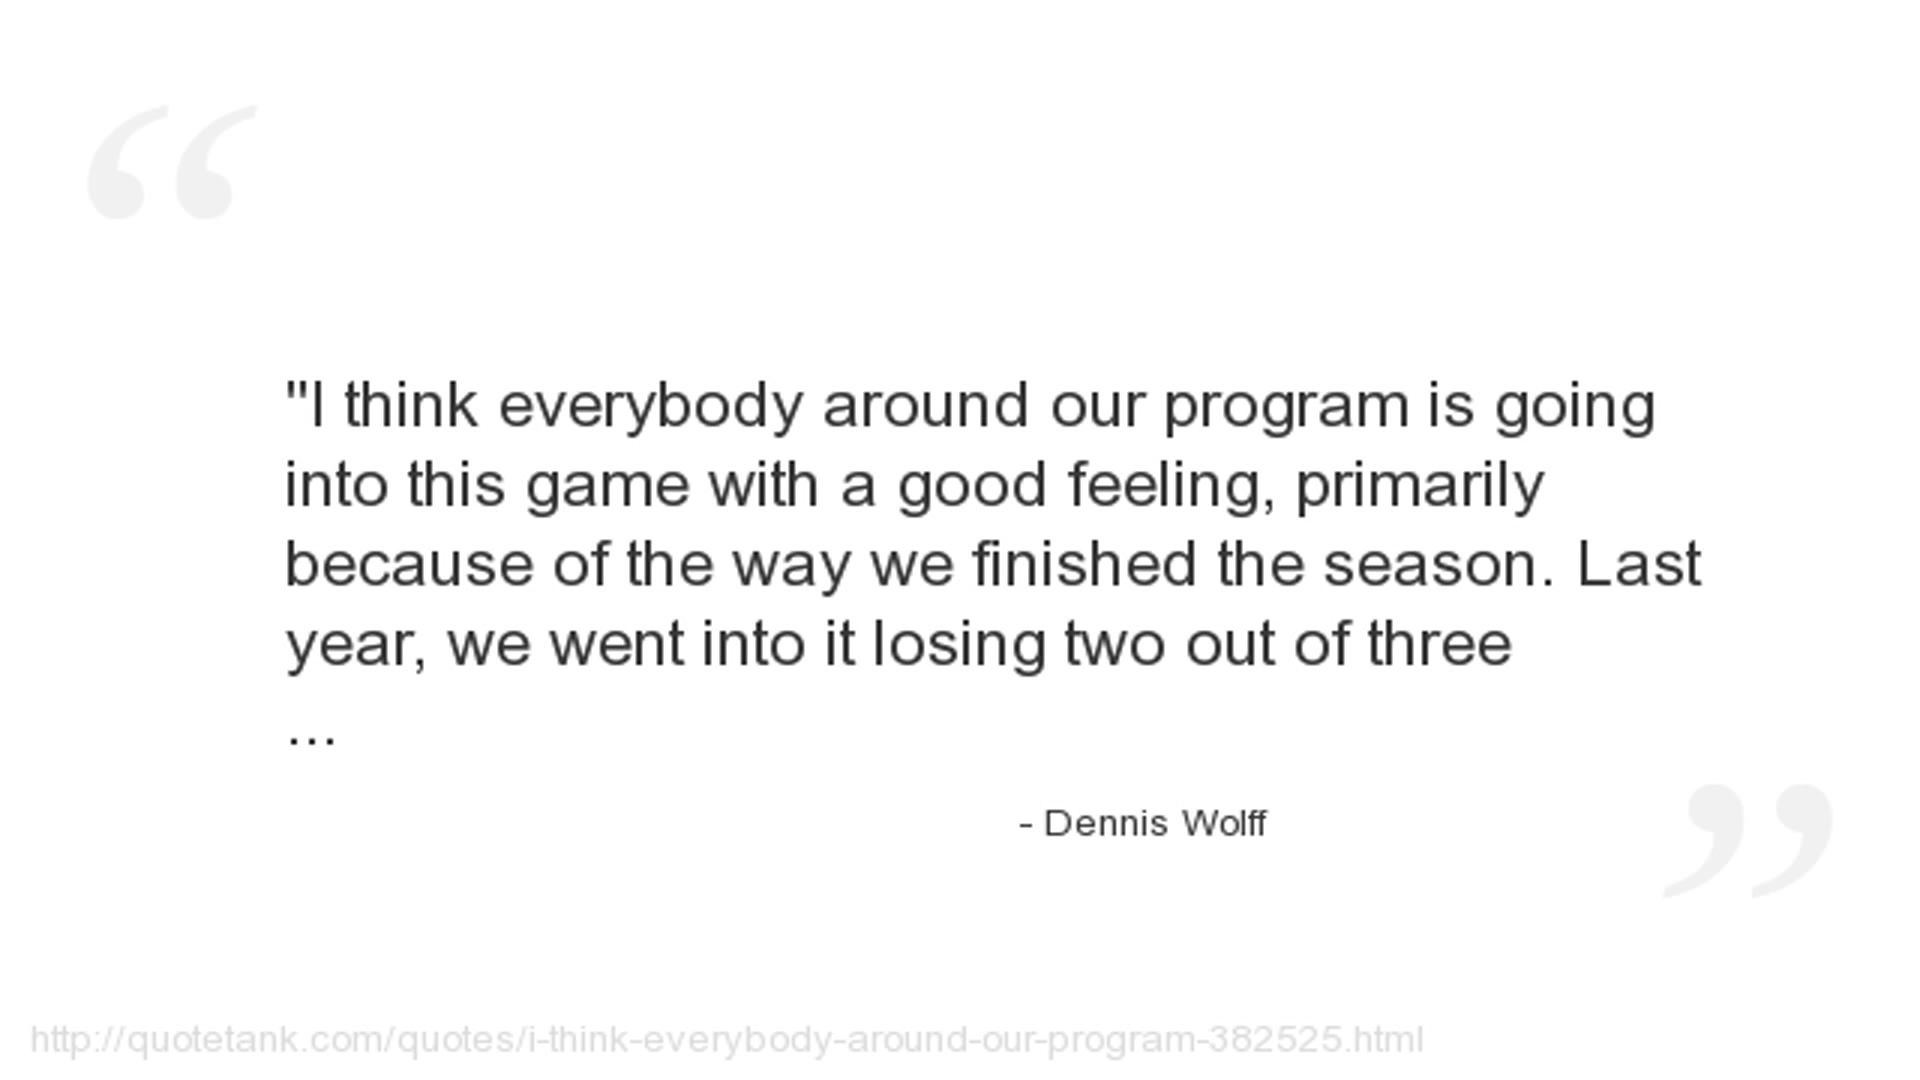 "I think everybody around our program is going
into this game with a good feeling, primarily
because of the way we finished the season. Last
year, we went into it losing two out of three
...
- Dennis Wolff
http://quotetank.com/quotes/i-think-everybody-around-our-program-382525.html